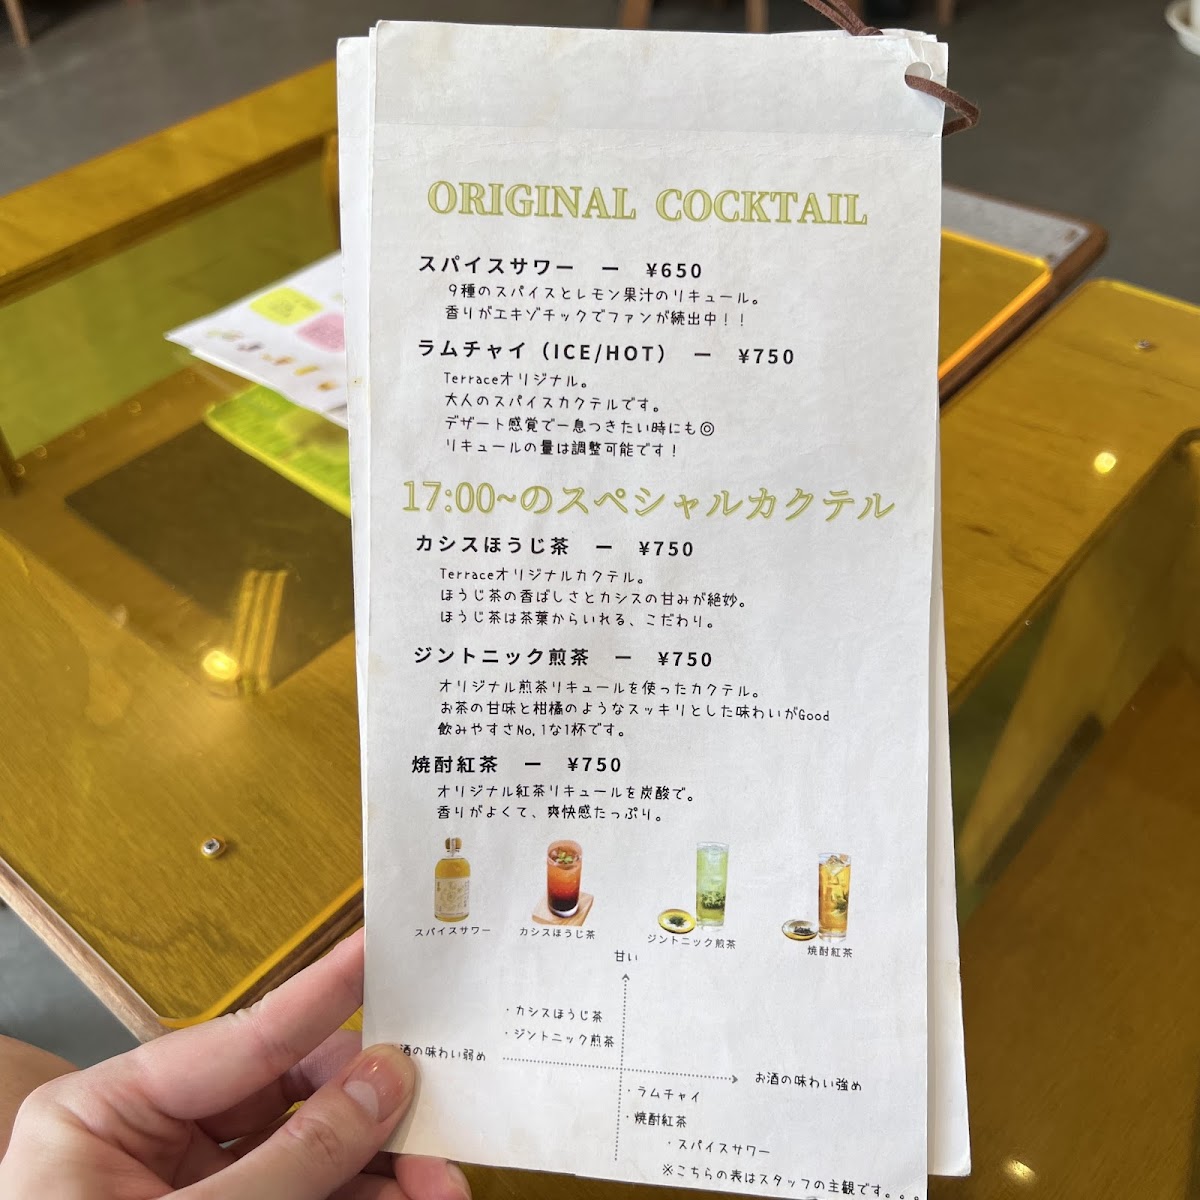 ORIGINAL COCKTAIL
スパイスサワー ー ¥650
9種のスパイスとレモン果汁のリキュール。
香りがエキゾチックでファンが続出中！！
ラムチャイ（ICE/HOT） ー ¥750
Terraceオリジナル。
大人のスパイスカクテルです。
デザート感覚で一息つきたい時にも◎
リキュールの量は調整可能です！
17:00~のスペシャルカクテル
カシスほうじ茶 ー ¥750
Terraceオリジナルカクテル。
ほうじ茶の香ばしさとカシスの甘みが絶妙。
ほうじ茶は茶葉からいれる、こだわり。
ジントニック煎茶 ー ¥750
オリジナル煎茶リキュールを使ったカクテル。
お茶の甘味と柑橘のようなスッキリとした味わいがGood
飲みやすさNo,1な1杯です。
焼酎紅茶 ー ¥750
オリジナル紅茶リキュールを炭酸で。
香りがよくて、爽快感たっぷり。
スパイスサワー
カシスほうじ茶
ジントニック煎茶
焼酎紅茶
甘い
・カシスほうじ茶
・ジントニック煎茶
酒の味わい弱め
お酒の味わい強め
・ラムチャイ
・焼酎紅茶
・スパイスサワー
※こちらの表はスタッフの主観です。。。